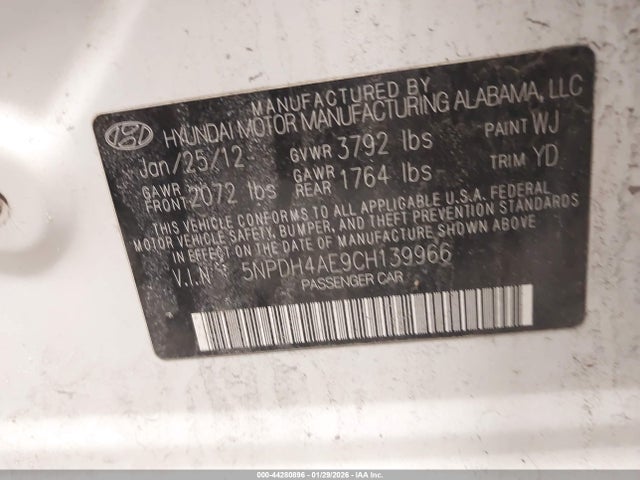 MANUFACTURED BY
HYUNDAI MOTOR MANUFACTURING ALABAMA, LLC
Jan/25/12 GVWR 3792 lbs PAINT WJ
GAWR FRONT 2072 lbs GAWR REAR 1764 lbs TRIM YD
THIS VEHICLE CONFORMS TO ALL APPLICABLE U.S.A. FEDERAL
MOTOR VEHICLE SAFETY, BUMPER, AND THEFT PREVENTION
STANDARDS IN EFFECT ON THE DATE OF MANUFACTURE SHOWN ABOVE
V.I.N 5NPDH4AE9CH139966
PASSENGER CAR
000-44280896 - 01/29/2026 - IAAI INC.